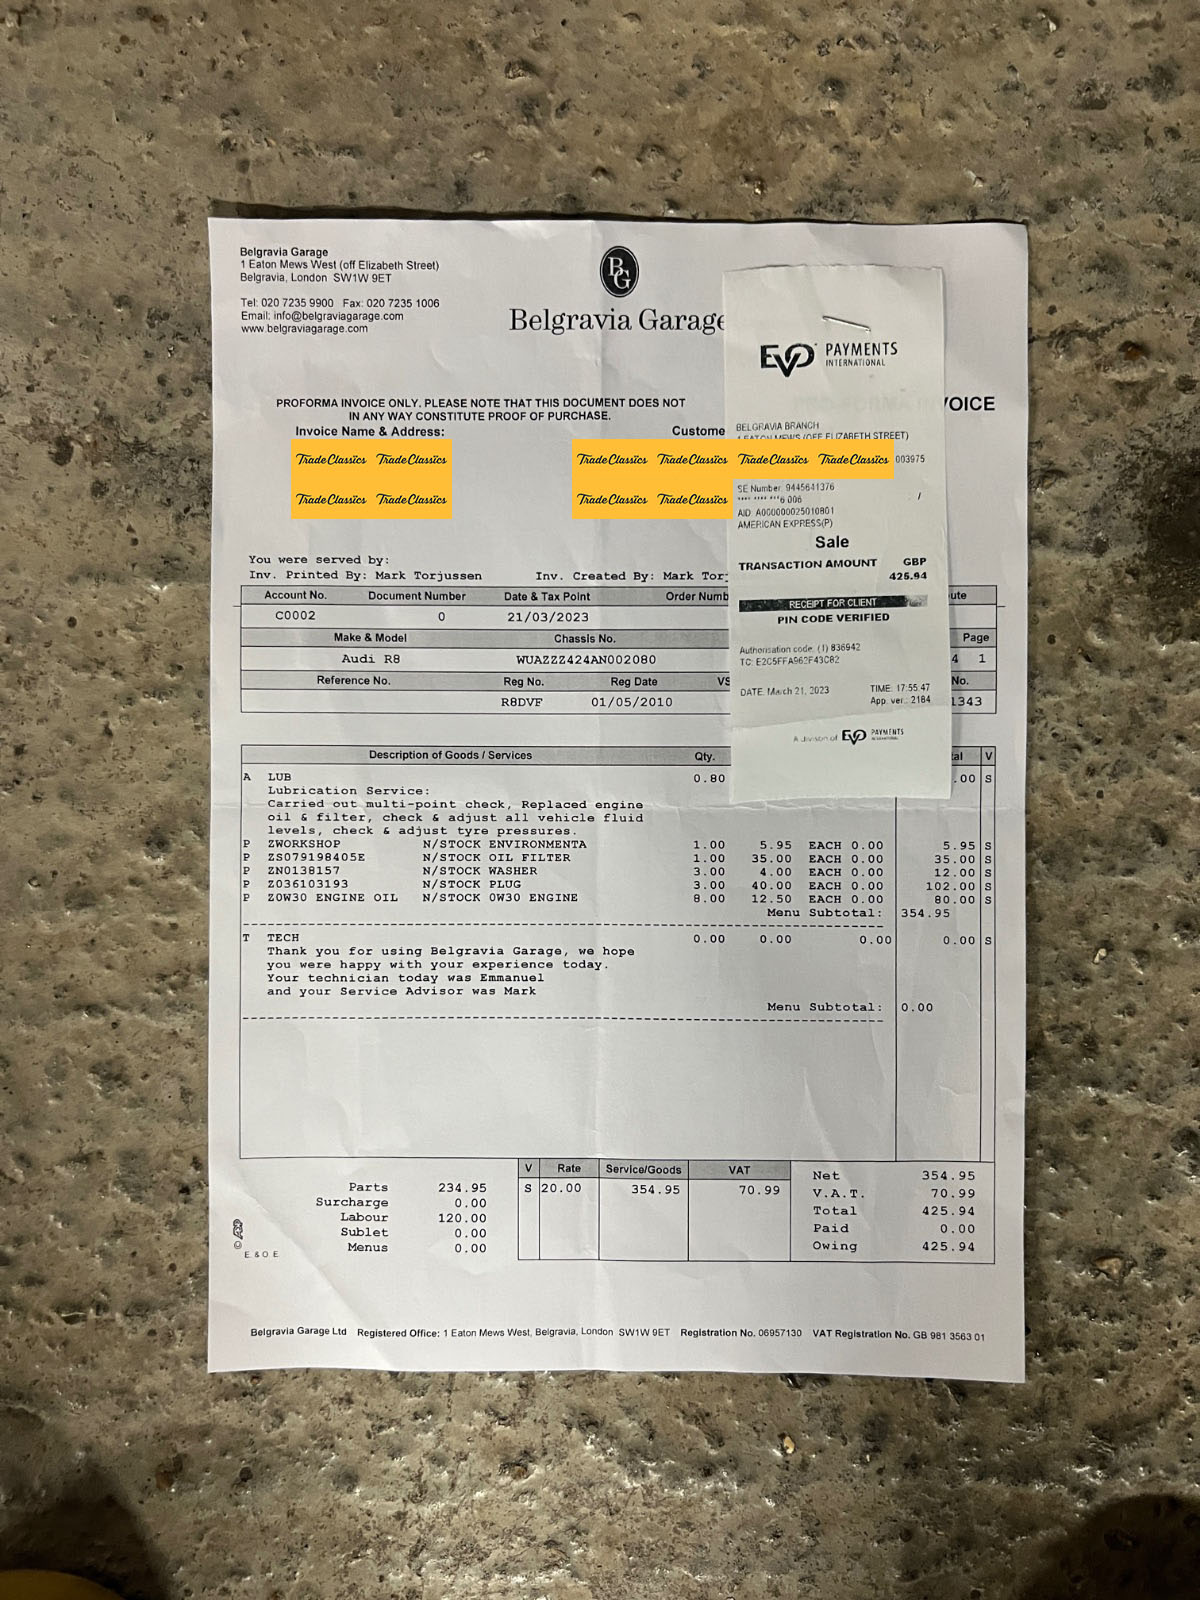 Belgravia Garage
1 Eaton Mews West (off Elizabeth Street)
Belgravia, London SW1W 9ET
Tel: 020 7235 9900 Fax: 020 7235 1006
Email: info@belgraviagarage.com
www.belgraviagarage.com
BG
Belgravia Garage
PROFORMA INVOICE ONLY. PLEASE NOTE THAT THIS DOCUMENT DOES NOT
IN ANY WAY CONSTITUTE PROOF OF PURCHASE.
VOICE
Invoice Name & Address:
Custome
TradeClassics TradeClassics
TradeClassics TradeClassics
TradeClassics TradeClassics TradeClassics TradeClassics
TradeClassics TradeClassics
EVO PAYMENTS
INTERNATIONAL
BELGRAVIA BRANCH
1 EATON MEWS (OFF ELIZABETH STREET)
003975
SE Number: 9445641376
**** **** ***6 006
AID: A000000025010801
AMERICAN EXPRESS(P)
Sale
TRANSACTION AMOUNT GBP
425.94
RECEIPT FOR CLIENT
PIN CODE VERIFIED
Authorisation code: (1) 836942
TC: E2C5FFA962F43C82
DATE: March 21, 2023 TIME: 17:55:47
App. ver.: 2184
A division of EVO PAYMENTS
INTERNATIONAL
You were served by:
Inv. Printed By: Mark Torjussen Inv. Created By: Mark Tor
Account No. Document Number Date & Tax Point Order Numb ute
C0002 0 21/03/2023
Make & Model Chassis No. Page
Audi R8 WUAZZZ424AN002080 4 1
Reference No. Reg No. Reg Date VS No.
R8DVF 01/05/2010 1343
Description of Goods / Services Qty. al V
A LUB 0.80 .00 S
Lubrication Service:
Carried out multi-point check, Replaced engine
oil & filter, check & adjust all vehicle fluid
levels, check & adjust tyre pressures.
P ZWORKSHOP N/STOCK ENVIRONMENTA 1.00 5.95 EACH 0.00 5.95 S
P ZS079198405E N/STOCK OIL FILTER 1.00 35.00 EACH 0.00 35.00 S
P ZN0138157 N/STOCK WASHER 3.00 4.00 EACH 0.00 12.00 S
P Z036103193 N/STOCK PLUG 3.00 40.00 EACH 0.00 102.00 S
P Z0W30 ENGINE OIL N/STOCK 0W30 ENGINE 8.00 12.50 EACH 0.00 80.00 S
Menu Subtotal: 354.95
T TECH 0.00 0.00 0.00 0.00 S
Thank you for using Belgravia Garage, we hope
you were happy with your experience today.
Your technician today was Emmanuel
and your Service Advisor was Mark
Menu Subtotal: 0.00
Parts 234.95
Surcharge 0.00
Labour 120.00
Sublet 0.00
Menus 0.00
E & O E
V Rate Service/Goods VAT
S 20.00 354.95 70.99
Net 354.95
V.A.T. 70.99
Total 425.94
Paid 0.00
Owing 425.94
Belgravia Garage Ltd Registered Office: 1 Eaton Mews West, Belgravia, London SW1W 9ET Registration No. 06957130 VAT Registration No. GB 981 3563 01